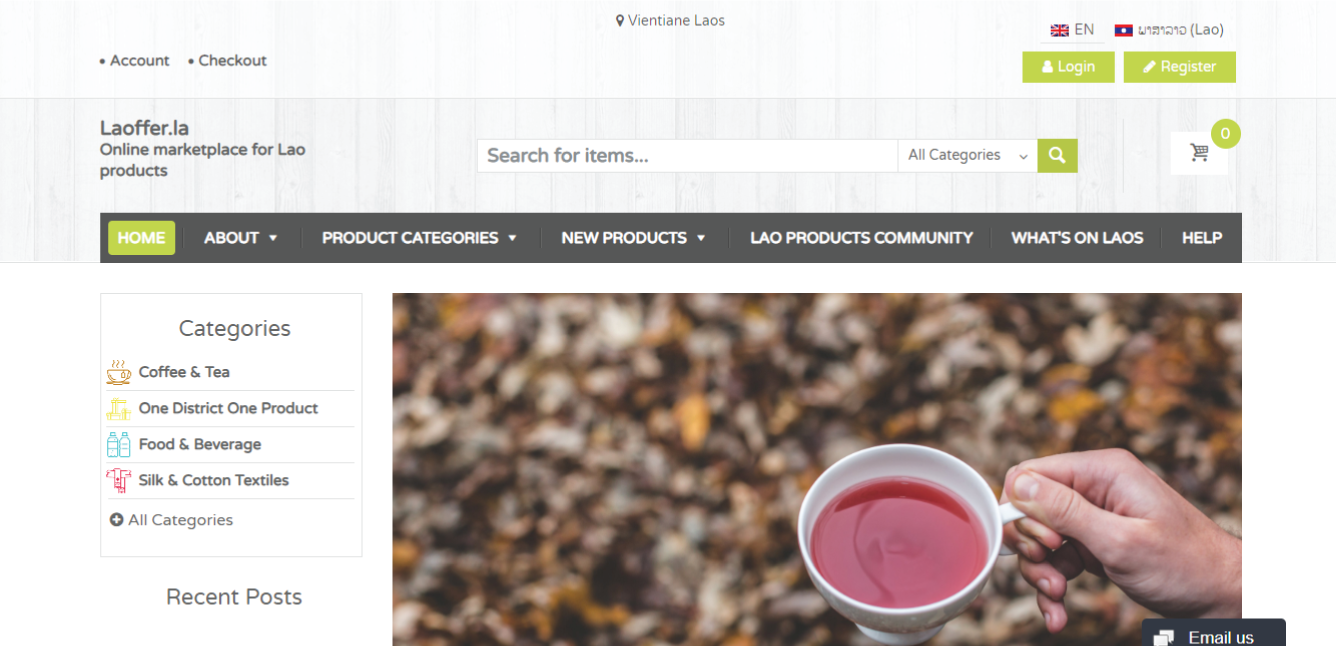 Vientiane Laos
EN ພາສາລາວ (Lao)
• Account • Checkout
Login Register
Laoffer.la
Online marketplace for Lao
products
Search for items...
All Categories
0
HOME ABOUT PRODUCT CATEGORIES NEW PRODUCTS LAO PRODUCTS COMMUNITY WHAT'S ON LAOS HELP
Categories
Coffee & Tea
One District One Product
Food & Beverage
Silk & Cotton Textiles
All Categories
Recent Posts
Email us